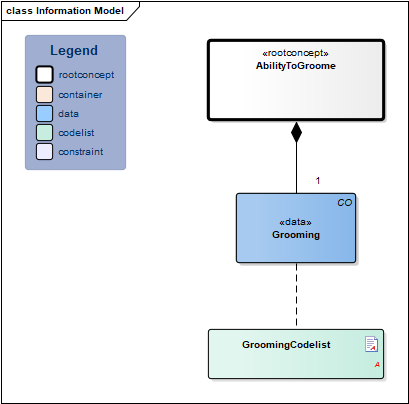 class Information Model
Legend
rootconcept
container
data
codelist
constraint
«rootconcept»
AbilityToGroome
1
CO
«data»
Grooming
GroomingCodelist
A
A